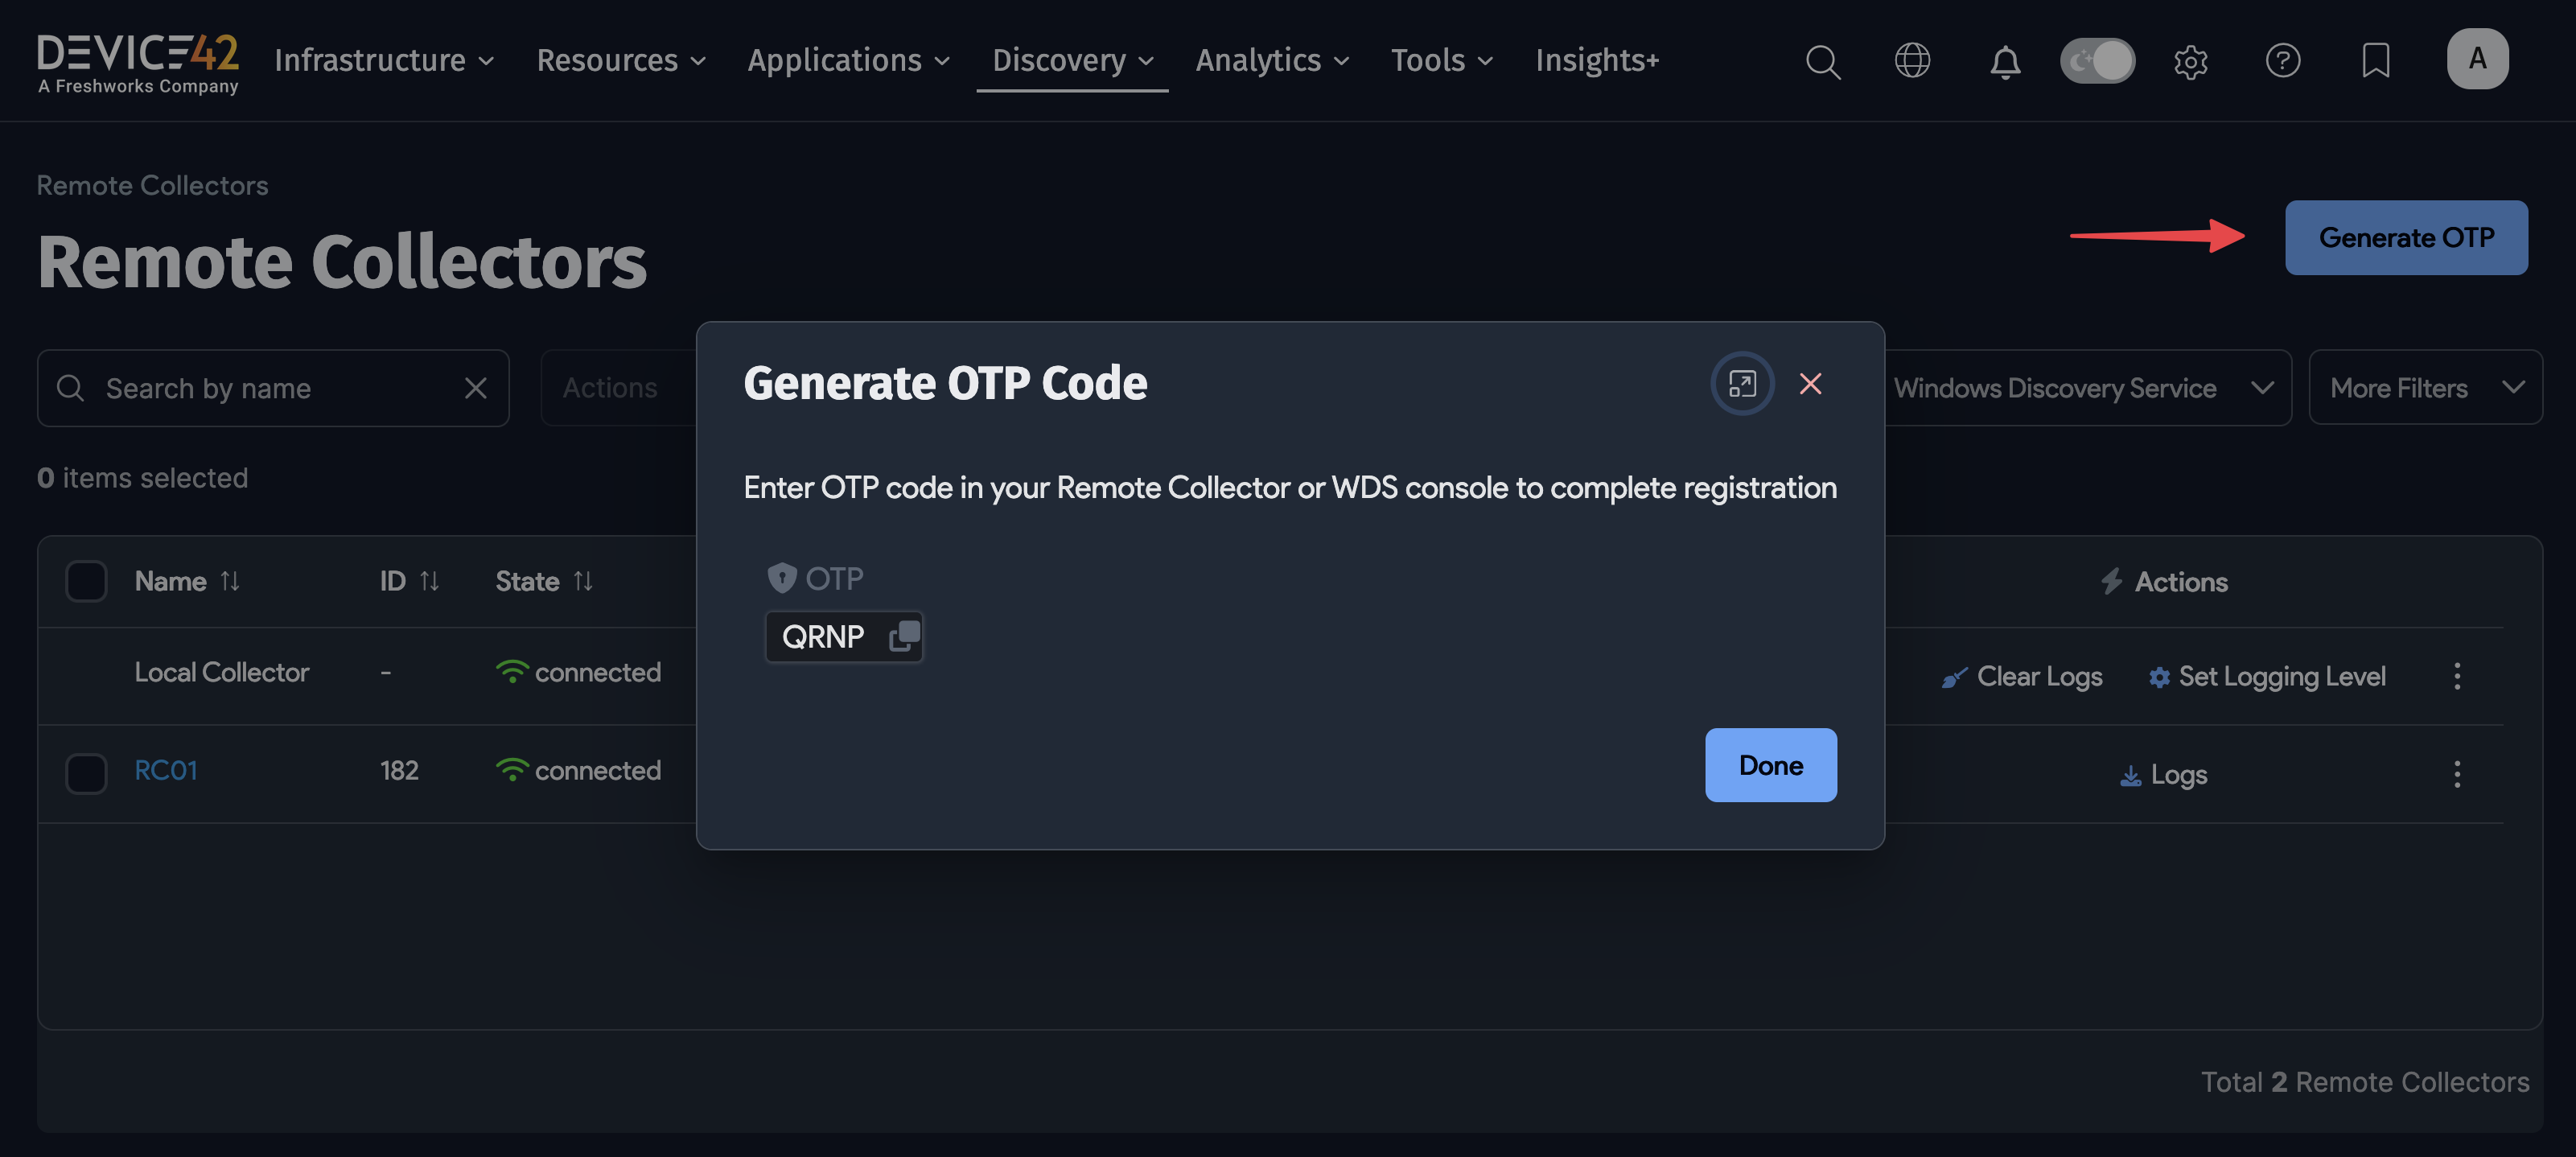 DEVICE42
A Freshworks Company
Infrastructure Resources Applications Discovery Analytics Tools Insights+
A
Remote Collectors
Remote Collectors
Generate OTP
Search by name
Actions
Windows Discovery Service
More Filters
0 items selected
Generate OTP Code
Enter OTP code in your Remote Collector or WDS console to complete registration
OTP
QRNP
Done
Name ID State Actions
Local Collector - connected Clear Logs Set Logging Level
RC01 182 connected Logs
Total 2 Remote Collectors